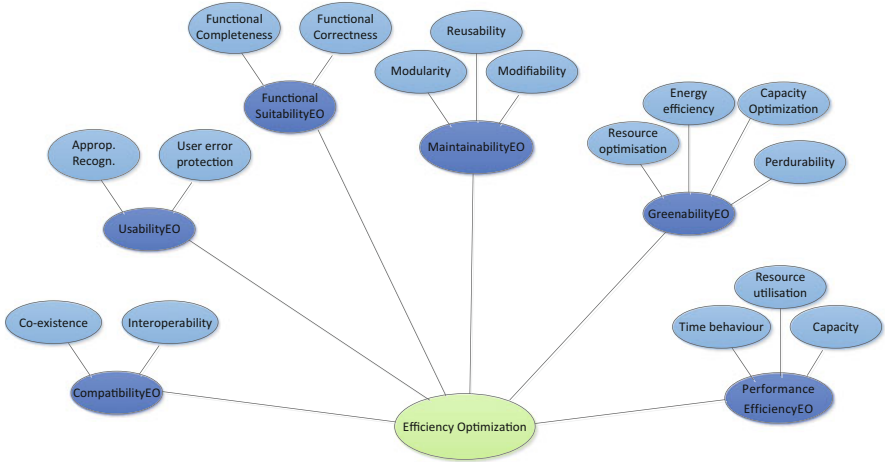 Functional
Completeness
Functional
Correctness
Reusability
Modularity
Modifiability
Functional
SuitabilityEO
MaintainabilityEO
Energy
efficiency
Capacity
Optimization
Resource
optimisation
Perdurability
GreenabilityEO
Approp.
Recogn.
User error
protection
UsabilityEO
Resource
utilisation
Time behaviour
Capacity
Performance
EfficiencyEO
Co-existence
Interoperability
CompatibilityEO
Efficiency Optimization